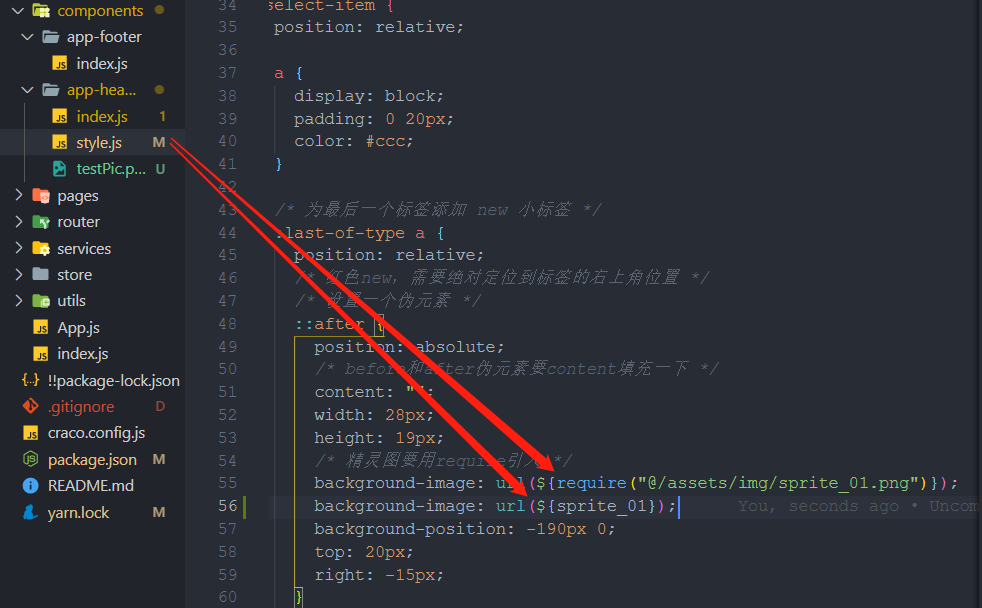 components
app-footer
index.js
app-hea...
index.js 1
style.js M
testPic.p... U
pages
router
services
store
utils
App.js
index.js
!!package-lock.json
.gitignore D
craco.config.js
package.json M
README.md
yarn.lock M
34 select-item {
35 position: relative;
36
37 a {
38 display: block;
39 padding: 0 20px;
40 color: #ccc;
41 }
42
43 /* 为最后一个标签添加 new 小标签 */
44 :last-of-type a {
45 position: relative;
46 /* 红色new，需要绝对定位到标签的右上角位置 */
47 /* 设置一个伪元素 */
48 ::after {
49 position: absolute;
50 /* before和after伪元素要content填充一下 */
51 content: "";
52 width: 28px;
53 height: 19px;
54 /* 精灵图要用require引入 */
55 background-image: url(${require("@/assets/img/sprite_01.png")});
56 background-image: url(${sprite_01}); You, seconds ago • Uncom
57 background-position: -190px 0;
58 top: 20px;
59 right: -15px;
60 }